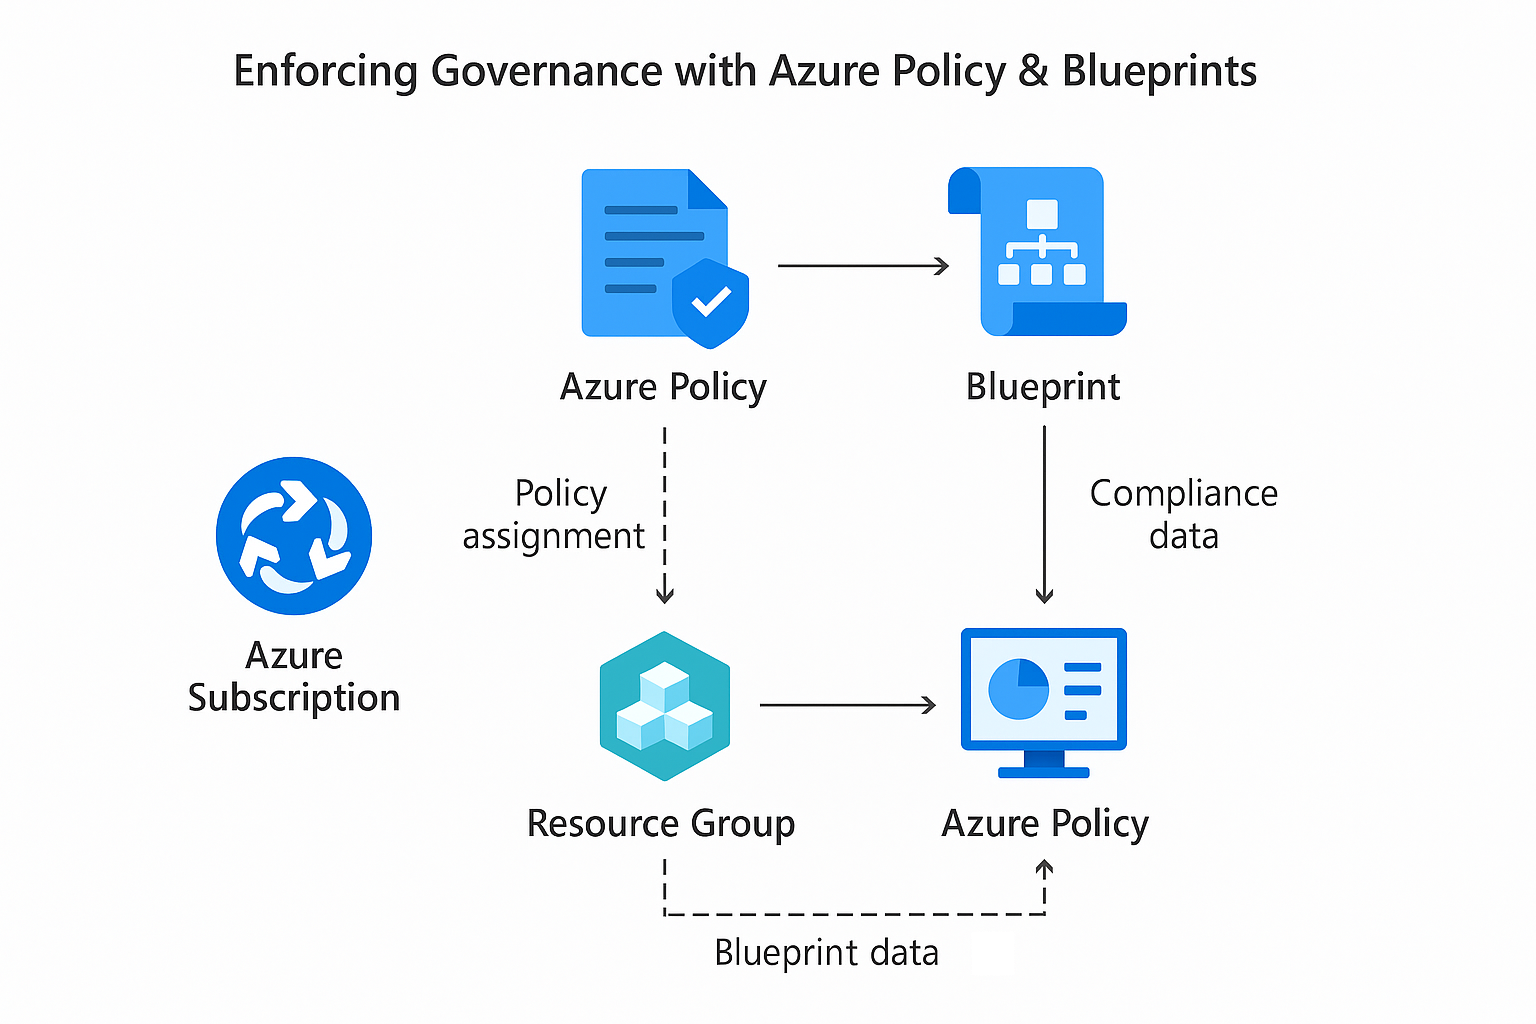 Enforcing Governance with Azure Policy & Blueprints
Azure Policy
Blueprint
Policy
assignment
Compliance
data
Azure
Subscription
Resource Group
Azure Policy
Blueprint data